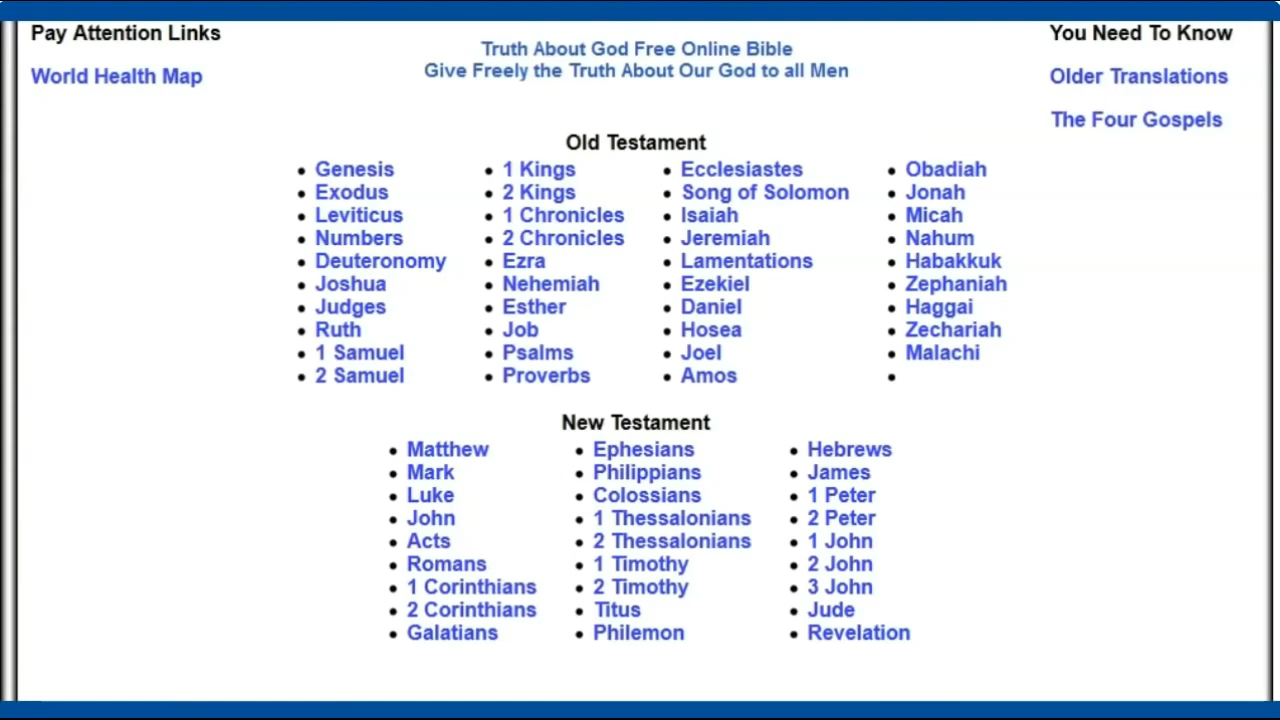 Pay Attention Links
World Health Map
Truth About God Free Online Bible
Give Freely the Truth About Our God to all Men
You Need To Know
Older Translations
The Four Gospels
Old Testament
Genesis
Exodus
Leviticus
Numbers
Deuteronomy
Joshua
Judges
Ruth
1 Samuel
2 Samuel
1 Kings
2 Kings
1 Chronicles
2 Chronicles
Ezra
Nehemiah
Esther
Job
Psalms
Proverbs
Ecclesiastes
Song of Solomon
Isaiah
Jeremiah
Lamentations
Ezekiel
Daniel
Hosea
Joel
Amos
Obadiah
Jonah
Micah
Nahum
Habakkuk
Zephaniah
Haggai
Zechariah
Malachi
New Testament
Matthew
Mark
Luke
John
Acts
Romans
1 Corinthians
2 Corinthians
Galatians
Ephesians
Philippians
Colossians
1 Thessalonians
2 Thessalonians
1 Timothy
2 Timothy
Titus
Philemon
Hebrews
James
1 Peter
2 Peter
1 John
2 John
3 John
Jude
Revelation